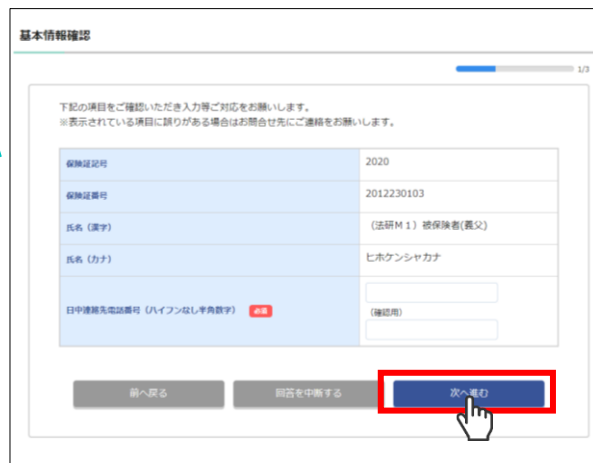 基本情報確認
1/3
下記の項目をご確認いただき入力等ご対応をお願いします。
※表示されている項目に誤りがある場合はお問合せ先にご連絡をお願いします。
保険証記号 2020
保険証番号 2012230103
氏名（漢字） （法研M１）被保険者(義父)
氏名（カナ） ヒホケンシャカナ
日中連絡先電話番号（ハイフンなし半角数字） 必須
（確認用）
前へ戻る 回答を中断する 次へ進む